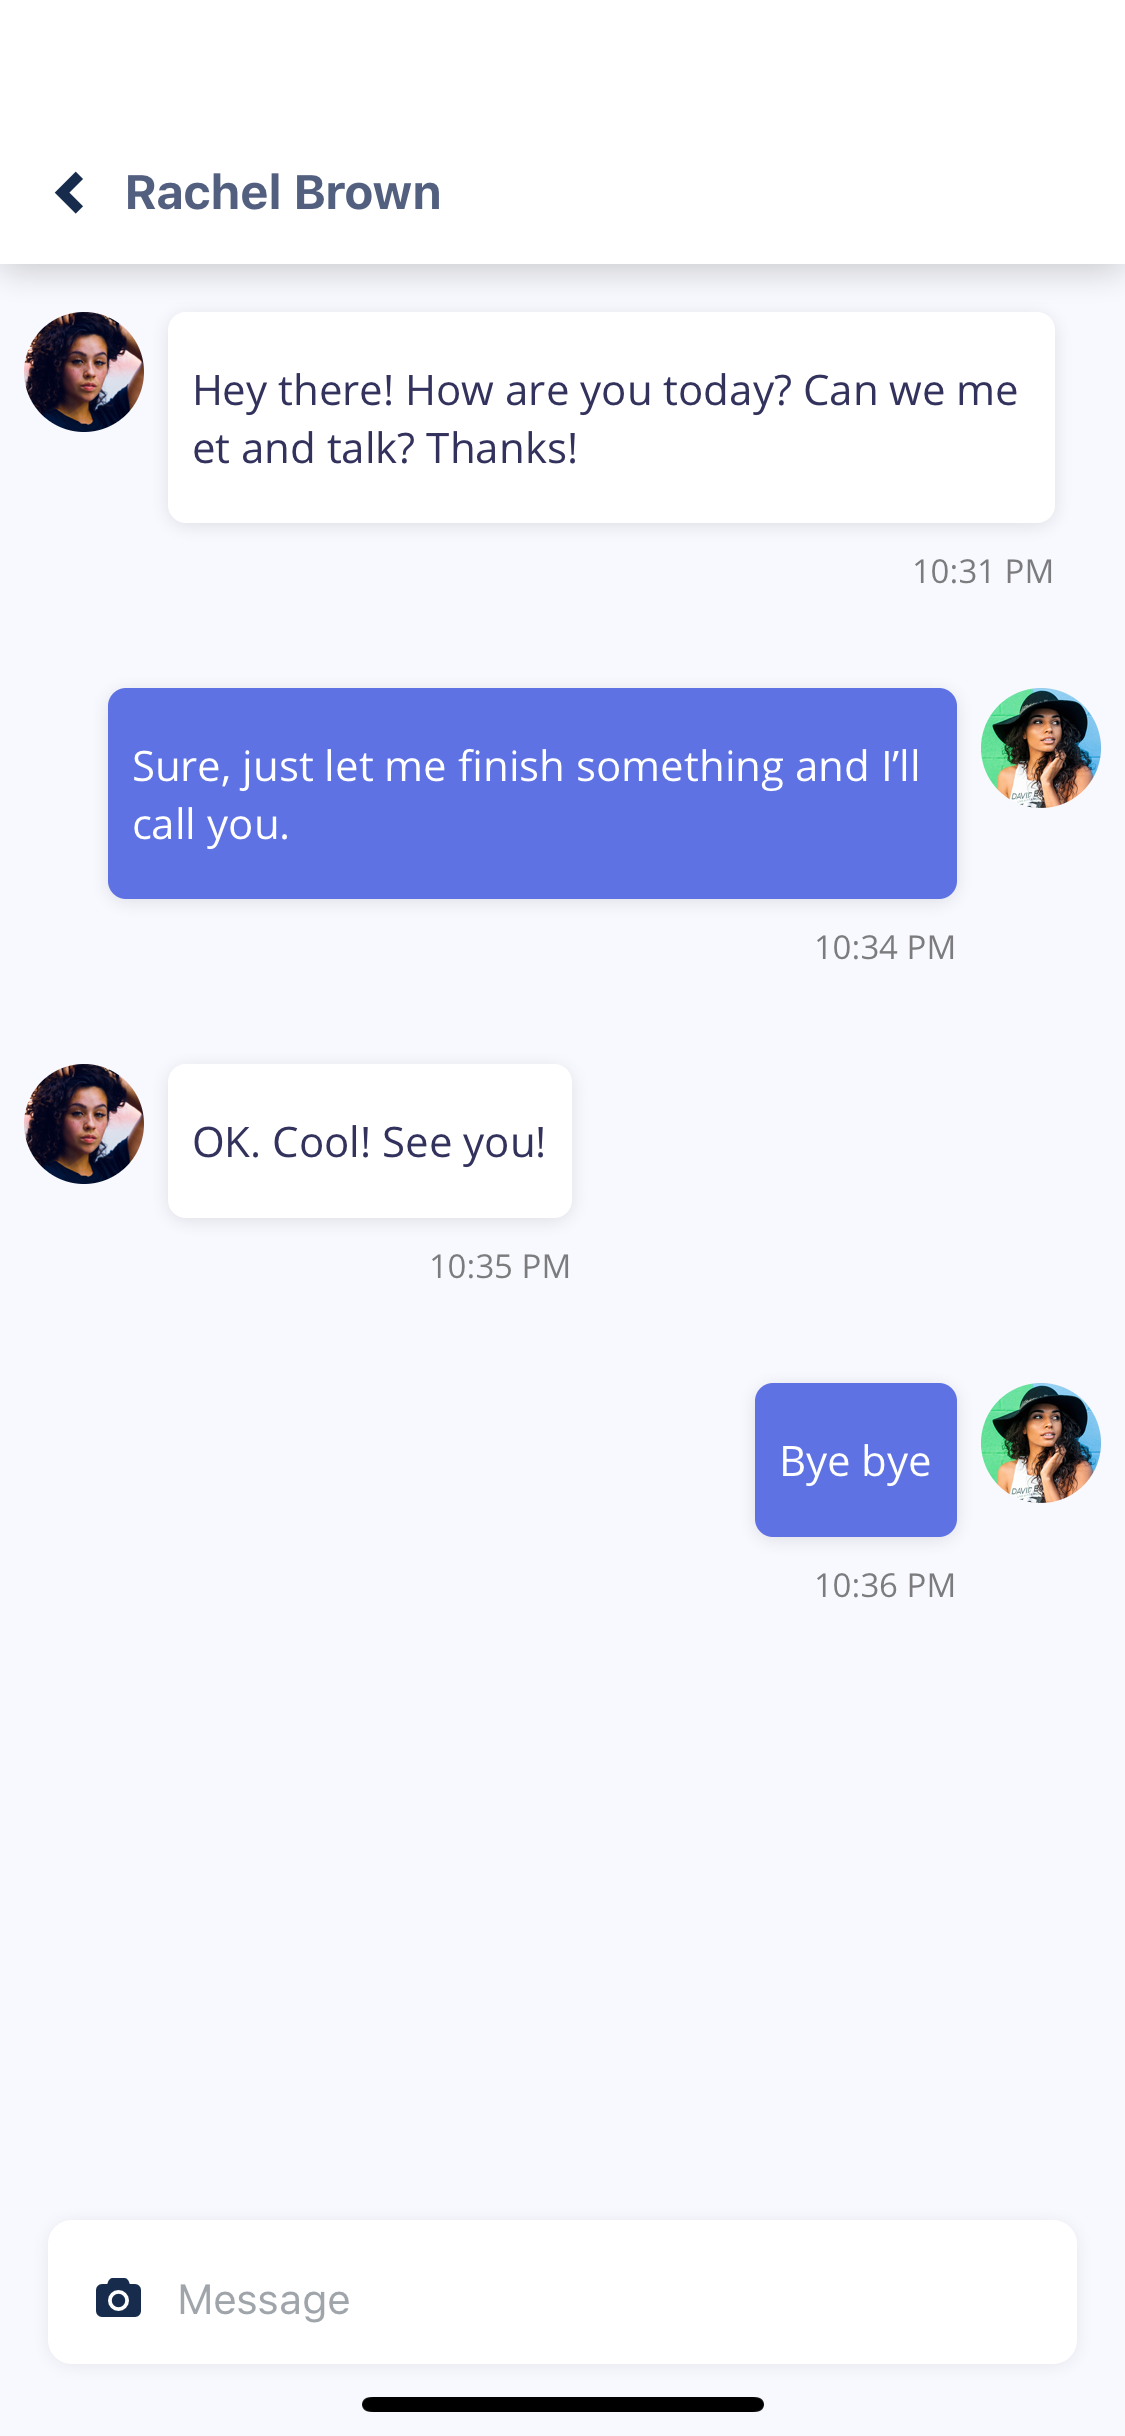 Rachel Brown
Hey there! How are you today? Can we me
et and talk? Thanks!
10:31 PM
Sure, just let me finish something and I’ll
call you.
10:34 PM
OK. Cool! See you!
10:35 PM
Bye bye
10:36 PM
Message